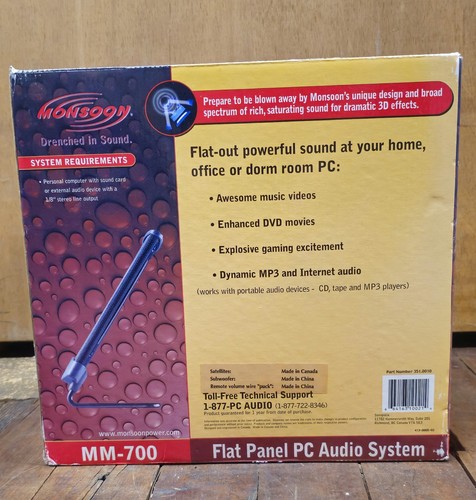 MONSOON
Drenched in Sound.
SYSTEM REQUIREMENTS
• Personal computer with sound card
or external audio device with a
1/8" stereo line output
Prepare to be blown away by Monsoon's unique design and broad
spectrum of rich, saturating sound for dramatic 3D effects.
Flat-out powerful sound at your home,
office or dorm room PC:
• Awesome music videos
• Enhanced DVD movies
• Explosive gaming excitement
• Dynamic MP3 and Internet audio
(works with portable audio devices - CD, tape and MP3 players)
Satellites: Made in Canada
Subwoofer: Made in China
Remote volume wire "puck": Made in China
Toll-Free Technical Support
1-877-PC AUDIO (1-877-722-8346)
Product guaranteed for 1 year from date of purchase
Part Number:
www.monsoonpower.com
MM-700
Flat Panel PC Audio System